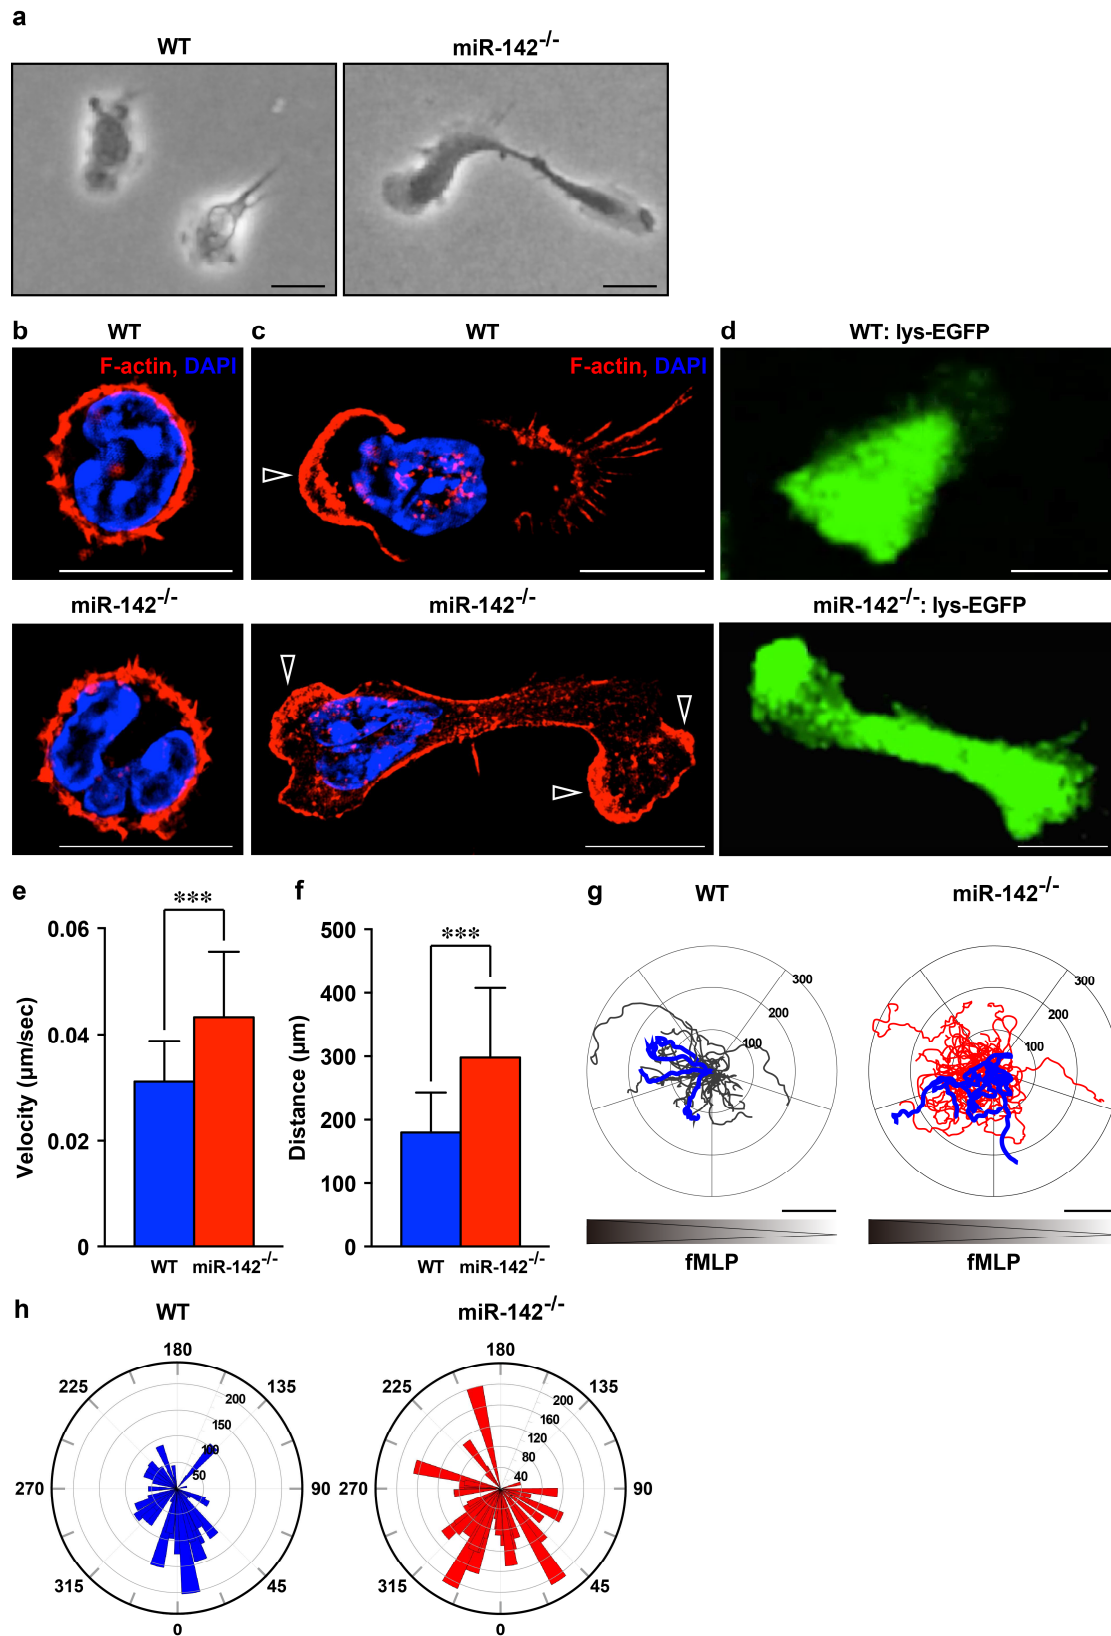 a
WT
miR-142-/-
b
WT
c
WT
d
WT: lys-EGFP
F-actin, DAPI
F-actin, DAPI
miR-142-/-
miR-142-/-
miR-142-/-: lys-EGFP
e
Velocity (µm/sec)
0.06
0.04
0.02
0
***
WT
miR-142-/-
f
Distance (µm)
500
400
300
200
100
0
***
WT
miR-142-/-
g
WT
300
200
100
fMLP
miR-142-/-
300
200
100
fMLP
h
WT
180
225
135
200
150
100
50
270
90
315
45
0
miR-142-/-
180
225
135
200
160
120
80
40
270
90
315
45
0